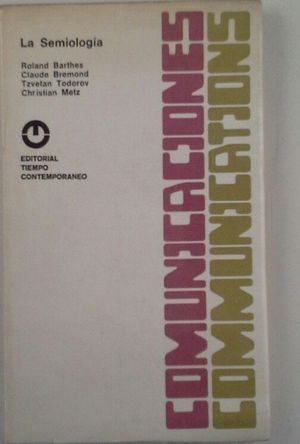 La Semiología
Roland Barthes
Claude Bremond
Tzvetan Todorov
Christian Metz
EDITORIAL
TIEMPO
CONTEMPORANEO
COMUNICACIONES
COMMUNICATIONS